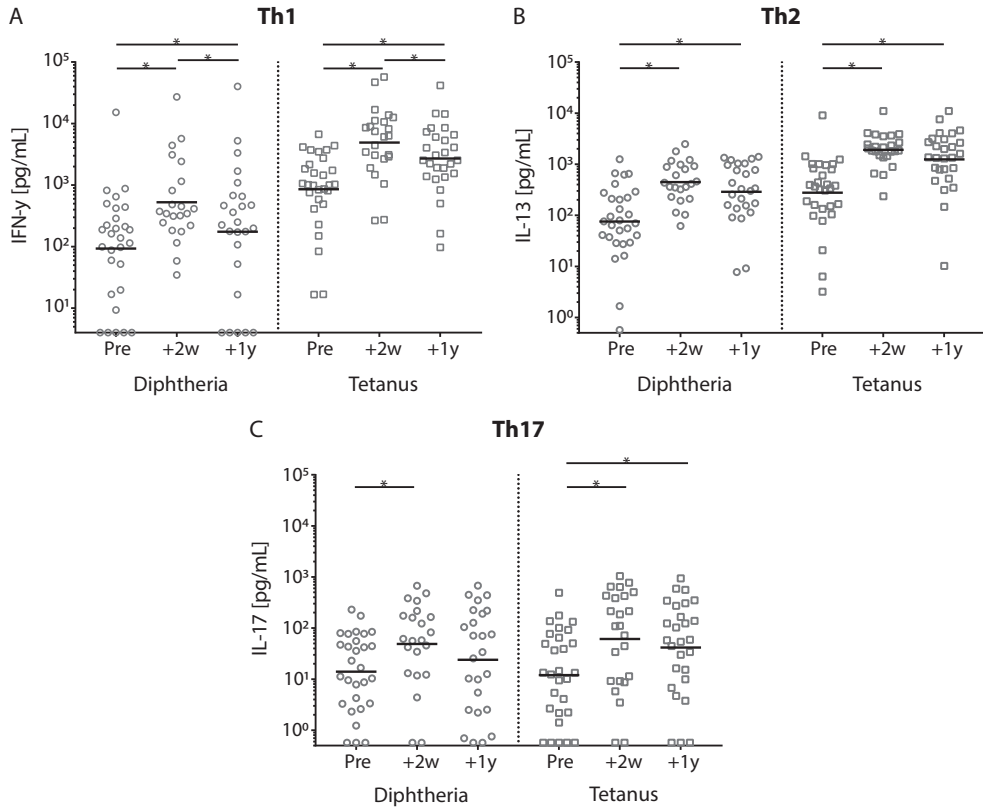 A Th1
*
*
*
*
*
*
IFN-y [pg/mL]
10⁵
10⁴
10³
10²
10¹
Pre +2w +1y Pre +2w +1y
Diphtheria Tetanus
B Th2
*
*
*
*
IL-13 [pg/mL]
10⁵
10⁴
10³
10²
10¹
10⁰
Pre +2w +1y Pre +2w +1y
Diphtheria Tetanus
C Th17
*
*
*
IL-17 [pg/mL]
10⁵
10⁴
10³
10²
10¹
10⁰
Pre +2w +1y Pre +2w +1y
Diphtheria Tetanus